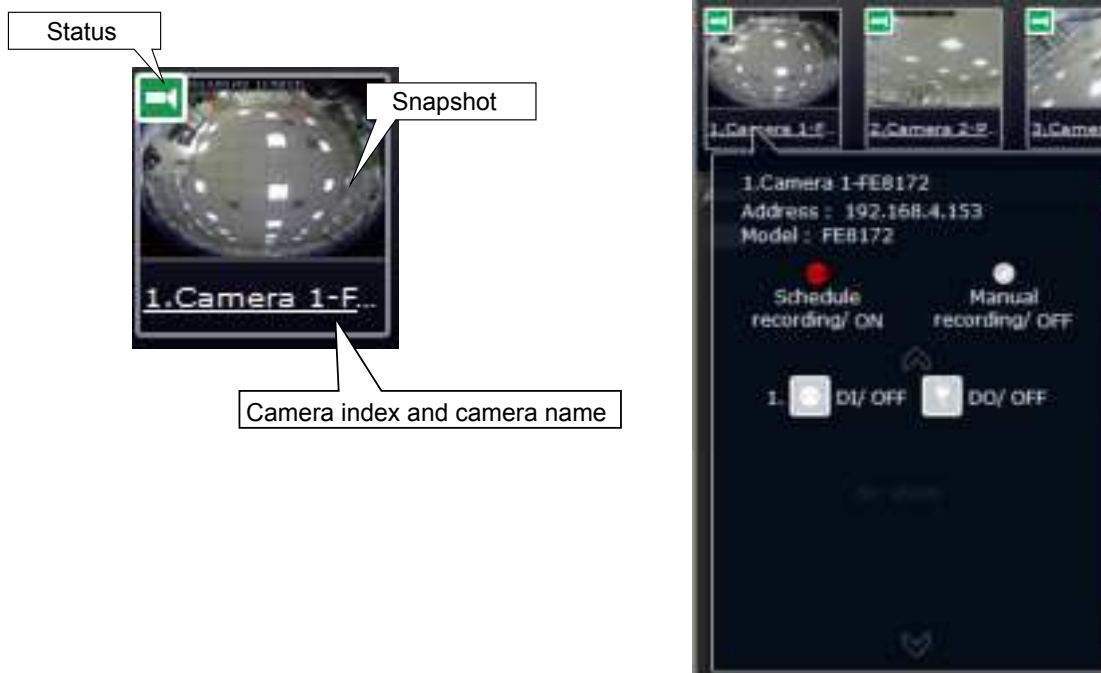 Status
Snapshot
1.Camera 1-F...
Camera index and camera name
1.Camera 1-F...
2.Camera 2-P...
3.Camer
1.Camera 1-FE8172
Address : 192.168.4.153
Model : FE8172
Schedule
recording/ ON
Manual
recording/ OFF
1. DI/ OFF DO/ OFF